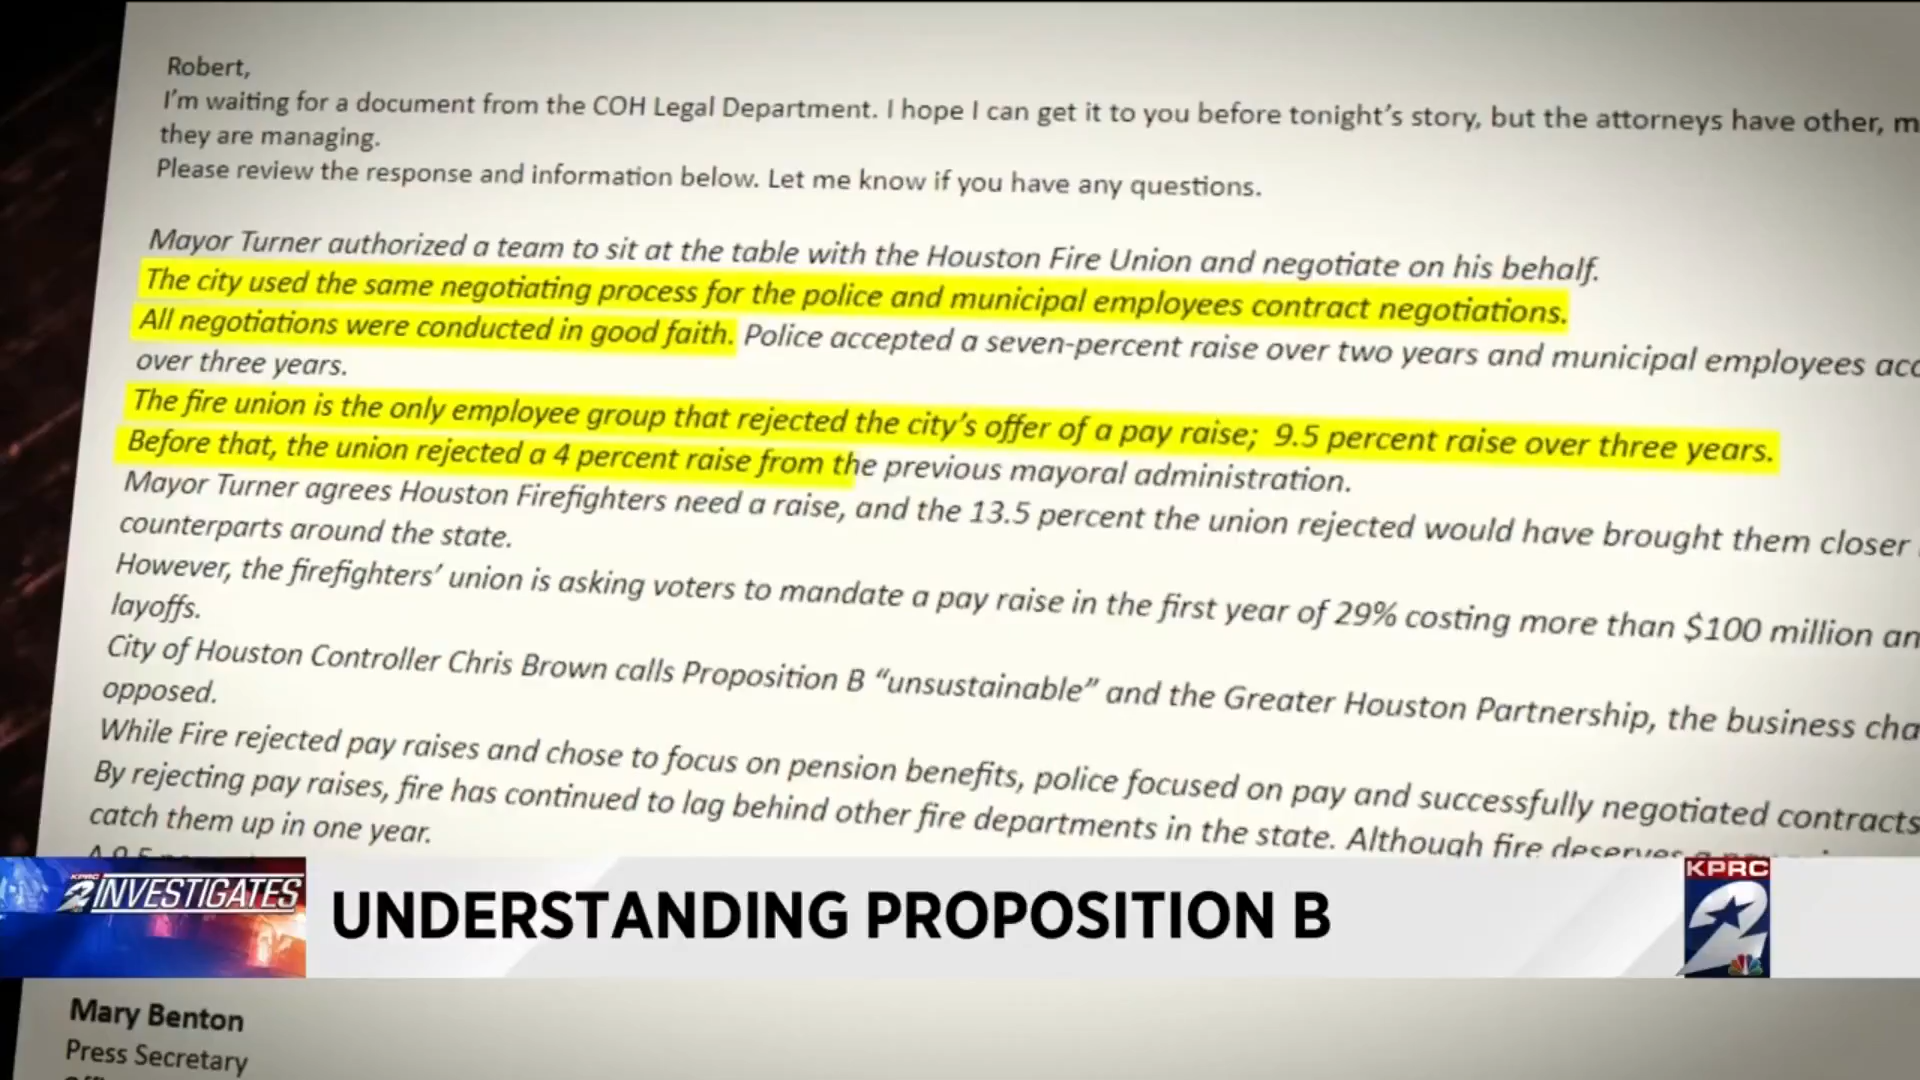 Robert,
I'm waiting for a document from the COH Legal Department. I hope I can get it to you before tonight's story, but the attorneys have other,
they are managing.
Please review the response and information below. Let me know if you have any questions.
Mayor Turner authorized a team to sit at the table with the Houston Fire Union and negotiate on his behalf.
The city used the same negotiating process for the police and municipal employees contract negotiations.
All negotiations were conducted in good faith. Police accepted a seven-percent raise over two years and municipal employees
over three years.
The fire union is the only employee group that rejected the city's offer of a pay raise; 9.5 percent raise over three years.
Before that, the union rejected a 4 percent raise from the previous mayoral administration.
Mayor Turner agrees Houston Firefighters need a raise, and the 13.5 percent the union rejected would have brought them closer
counterparts around the state.
However, the firefighters' union is asking voters to mandate a pay raise in the first year of 29% costing more than $100 million
layoffs.
City of Houston Controller Chris Brown calls Proposition B “unsustainable” and the Greater Houston Partnership, the business
opposed.
While Fire rejected pay raises and chose to focus on pension benefits, police focused on pay and successfully negotiated contracts
By rejecting pay raises, fire has continued to lag behind other fire departments in the state. Although fire deserves
catch them up in one year.
KPRC
2 INVESTIGATES
UNDERSTANDING PROPOSITION B
KPRC
2
Mary Benton
Press Secretary